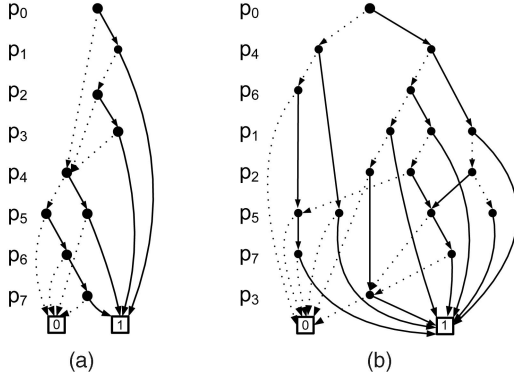 p₀ p₀
p₁ p₄
p₂ p₆
p₃ p₁
p₄ p₂
p₅ p₅
p₆ p₇
p₇ p₃
0 1 0 1
(a) (b)